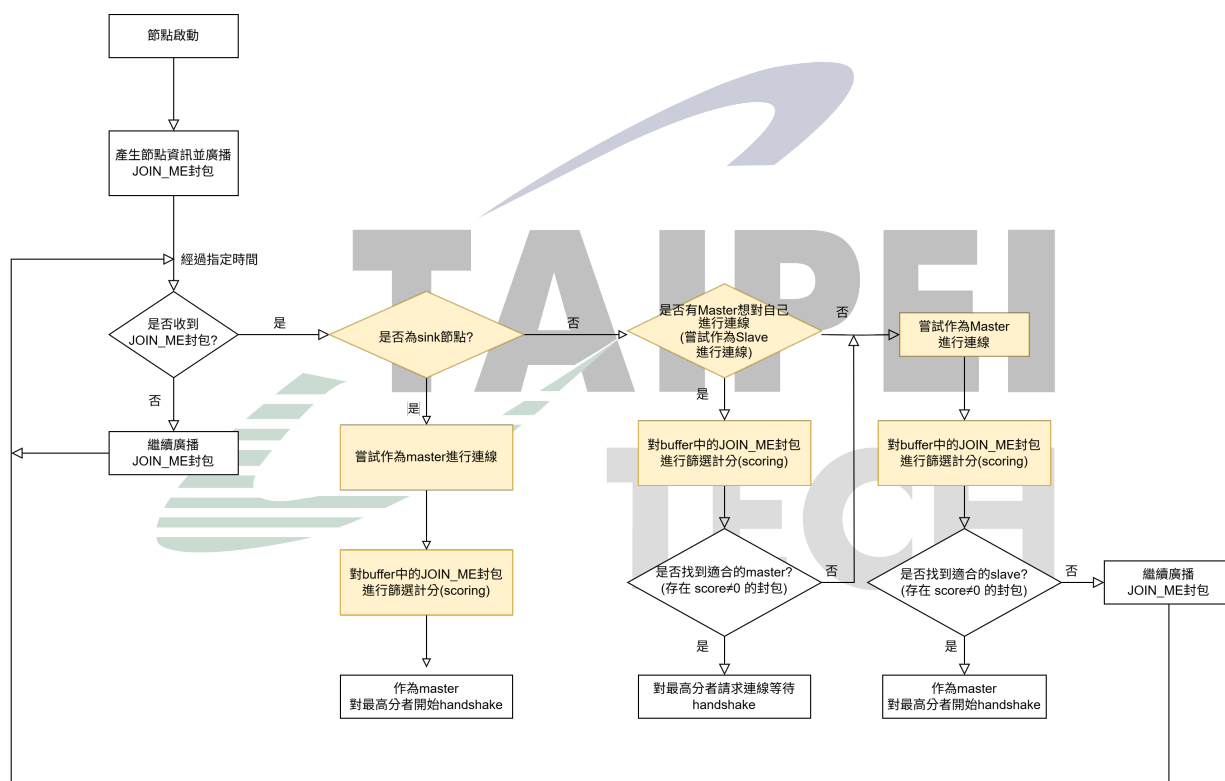 節點啟動
產生節點資訊並廣播
JOIN_ME封包
經過指定時間
是否收到
JOIN_ME封包?
是
否
繼續廣播
JOIN_ME封包
是否為sink節點?
否
是
嘗試作為master進行連線
對buffer中的JOIN_ME封包
進行篩選計分(scoring)
作為master
對最高分者開始handshake
是否有Master想對自己
進行連線
(嘗試作為Slave
進行連線)
否
是
對buffer中的JOIN_ME封包
進行篩選計分(scoring)
是否找到適合的master?
(存在 score≠0 的封包)
否
是
對最高分者請求連線等待
handshake
嘗試作為Master
進行連線
對buffer中的JOIN_ME封包
進行篩選計分(scoring)
是否找到適合的slave?
(存在 score≠0 的封包)
否
是
作為master
對最高分者開始handshake
繼續廣播
JOIN_ME封包
TAIPEI
TECH